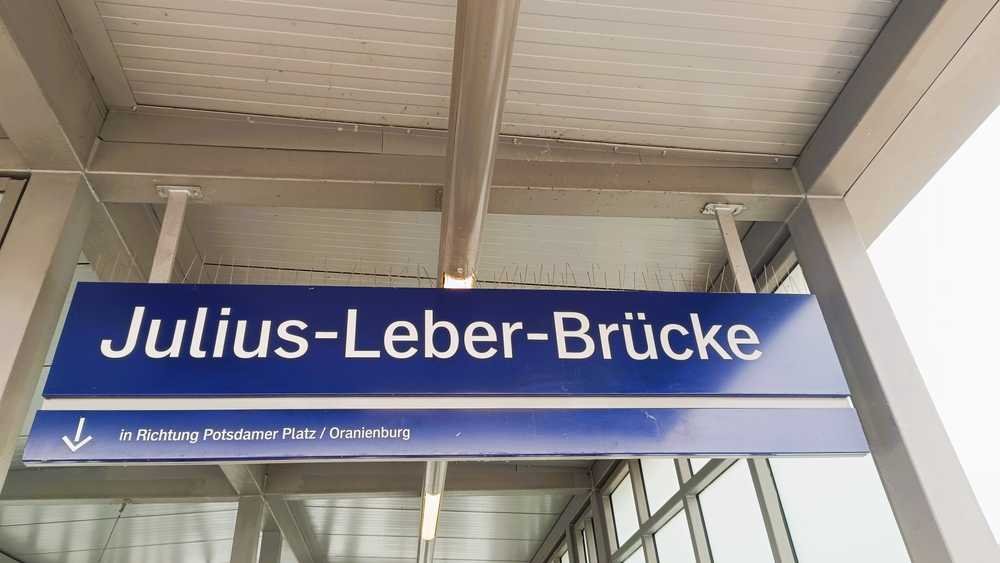 Julius-Leber-Brücke
in Richtung Potsdamer Platz / Oranienburg